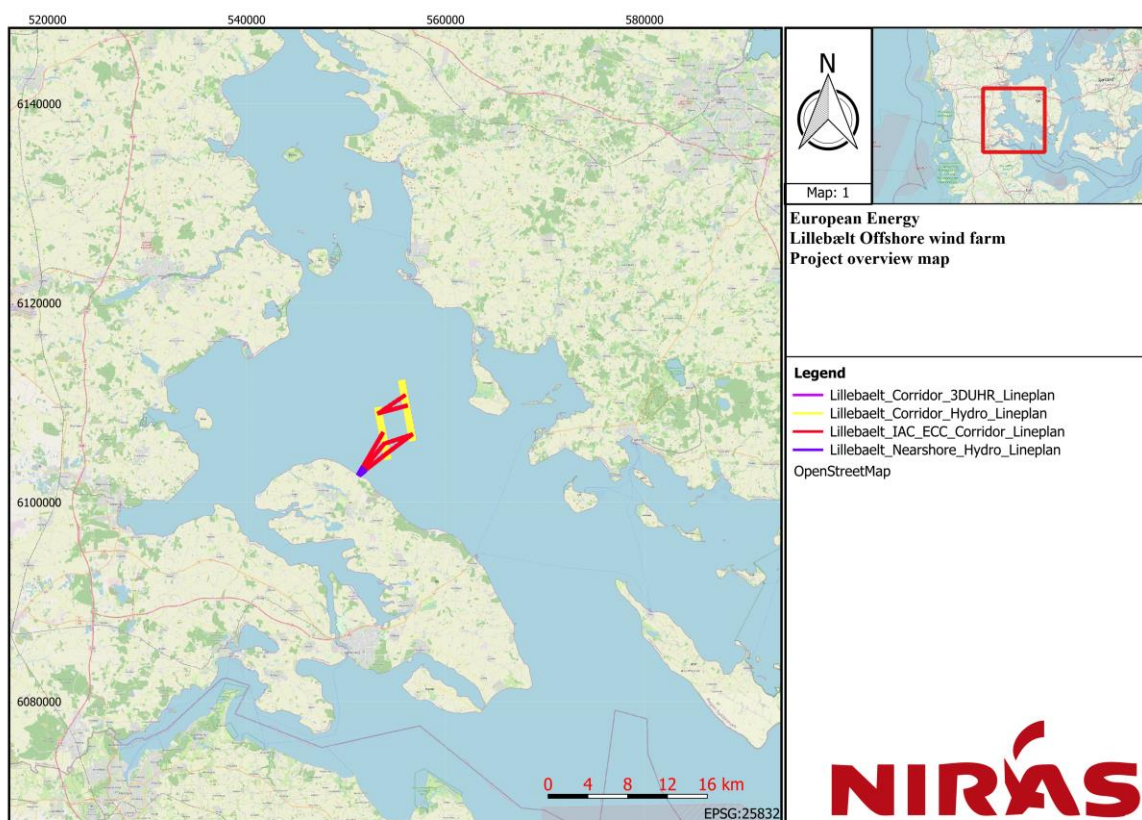 520000
540000
560000
580000
6140000
6120000
6100000
6080000
0 4 8 12 16 km
EPSG:25832
N
Map: 1
European Energy
Lillebælt Offshore wind farm
Project overview map
Legend
Lillebaelt_Corridor_3DUHR_Lineplan
Lillebaelt_Corridor_Hydro_Lineplan
Lillebaelt_IAC_ECC_Corridor_Lineplan
Lillebaelt_Nearshore_Hydro_Lineplan
OpenStreetMap
NIRAS